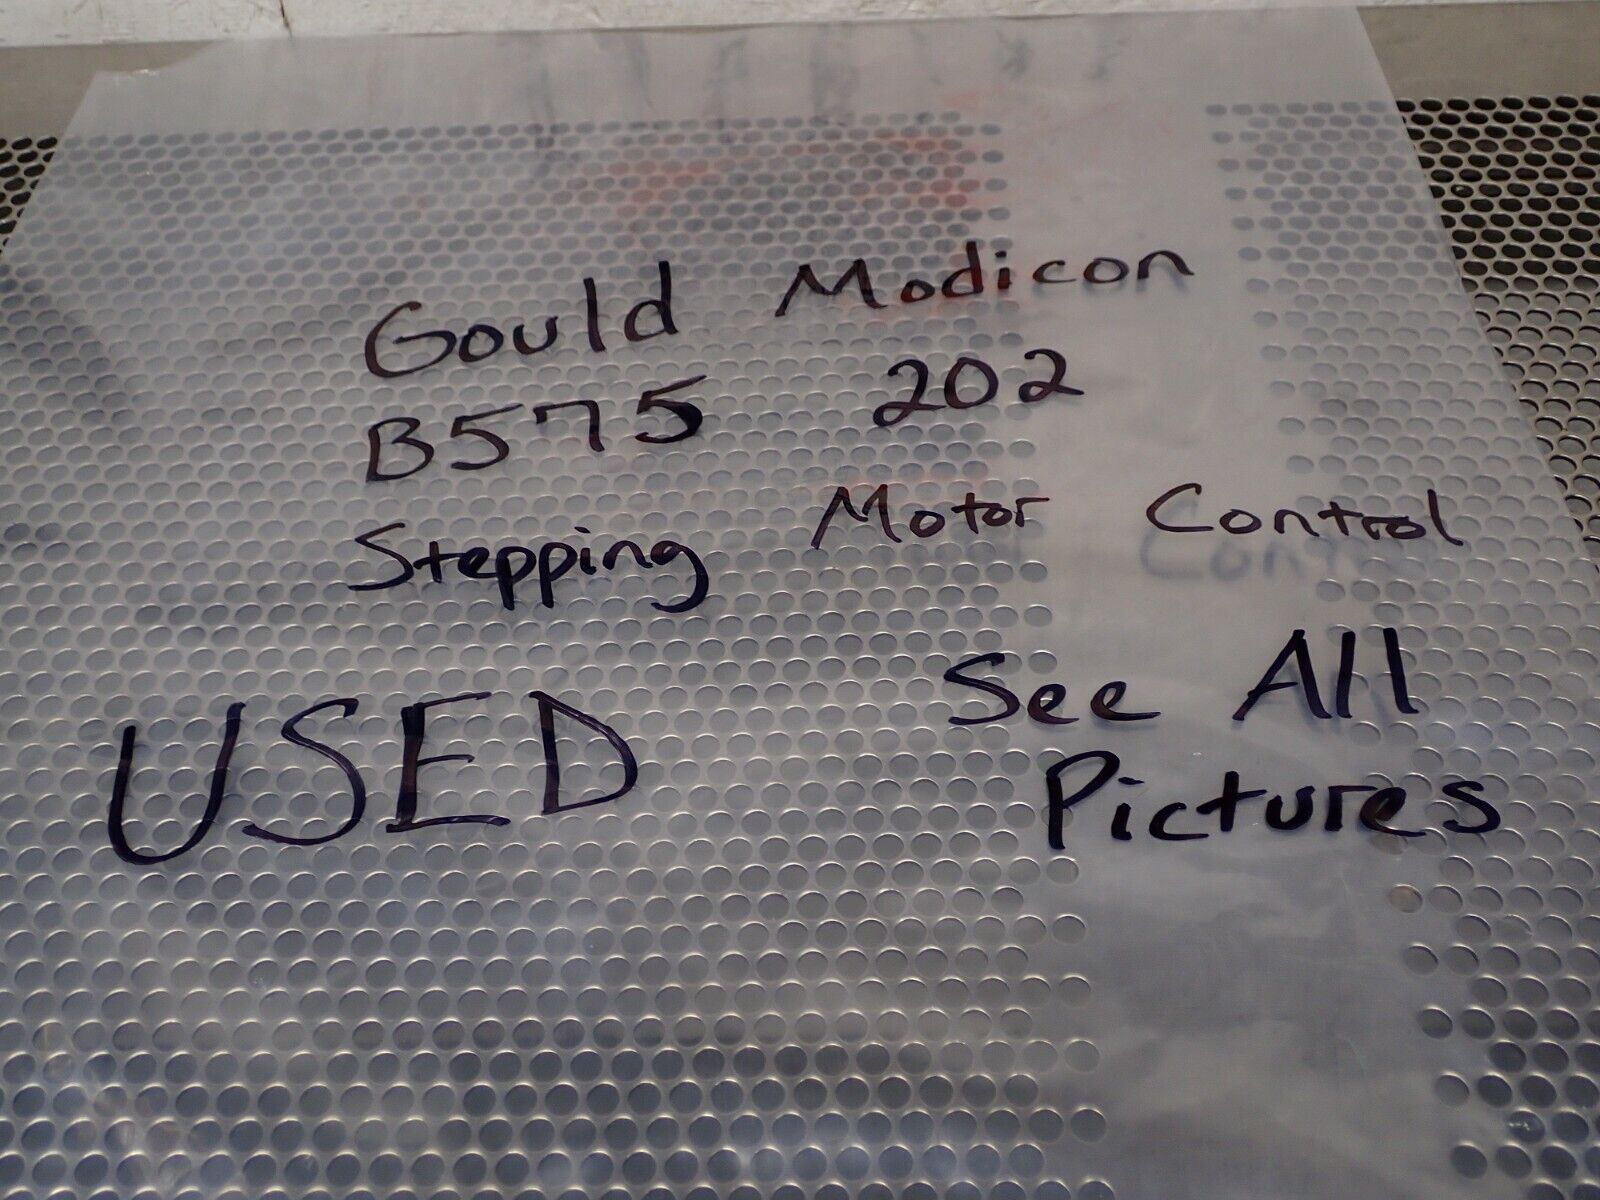 Gould Modicon
B575 202
Stepping Motor Control
USED
See All
Pictures